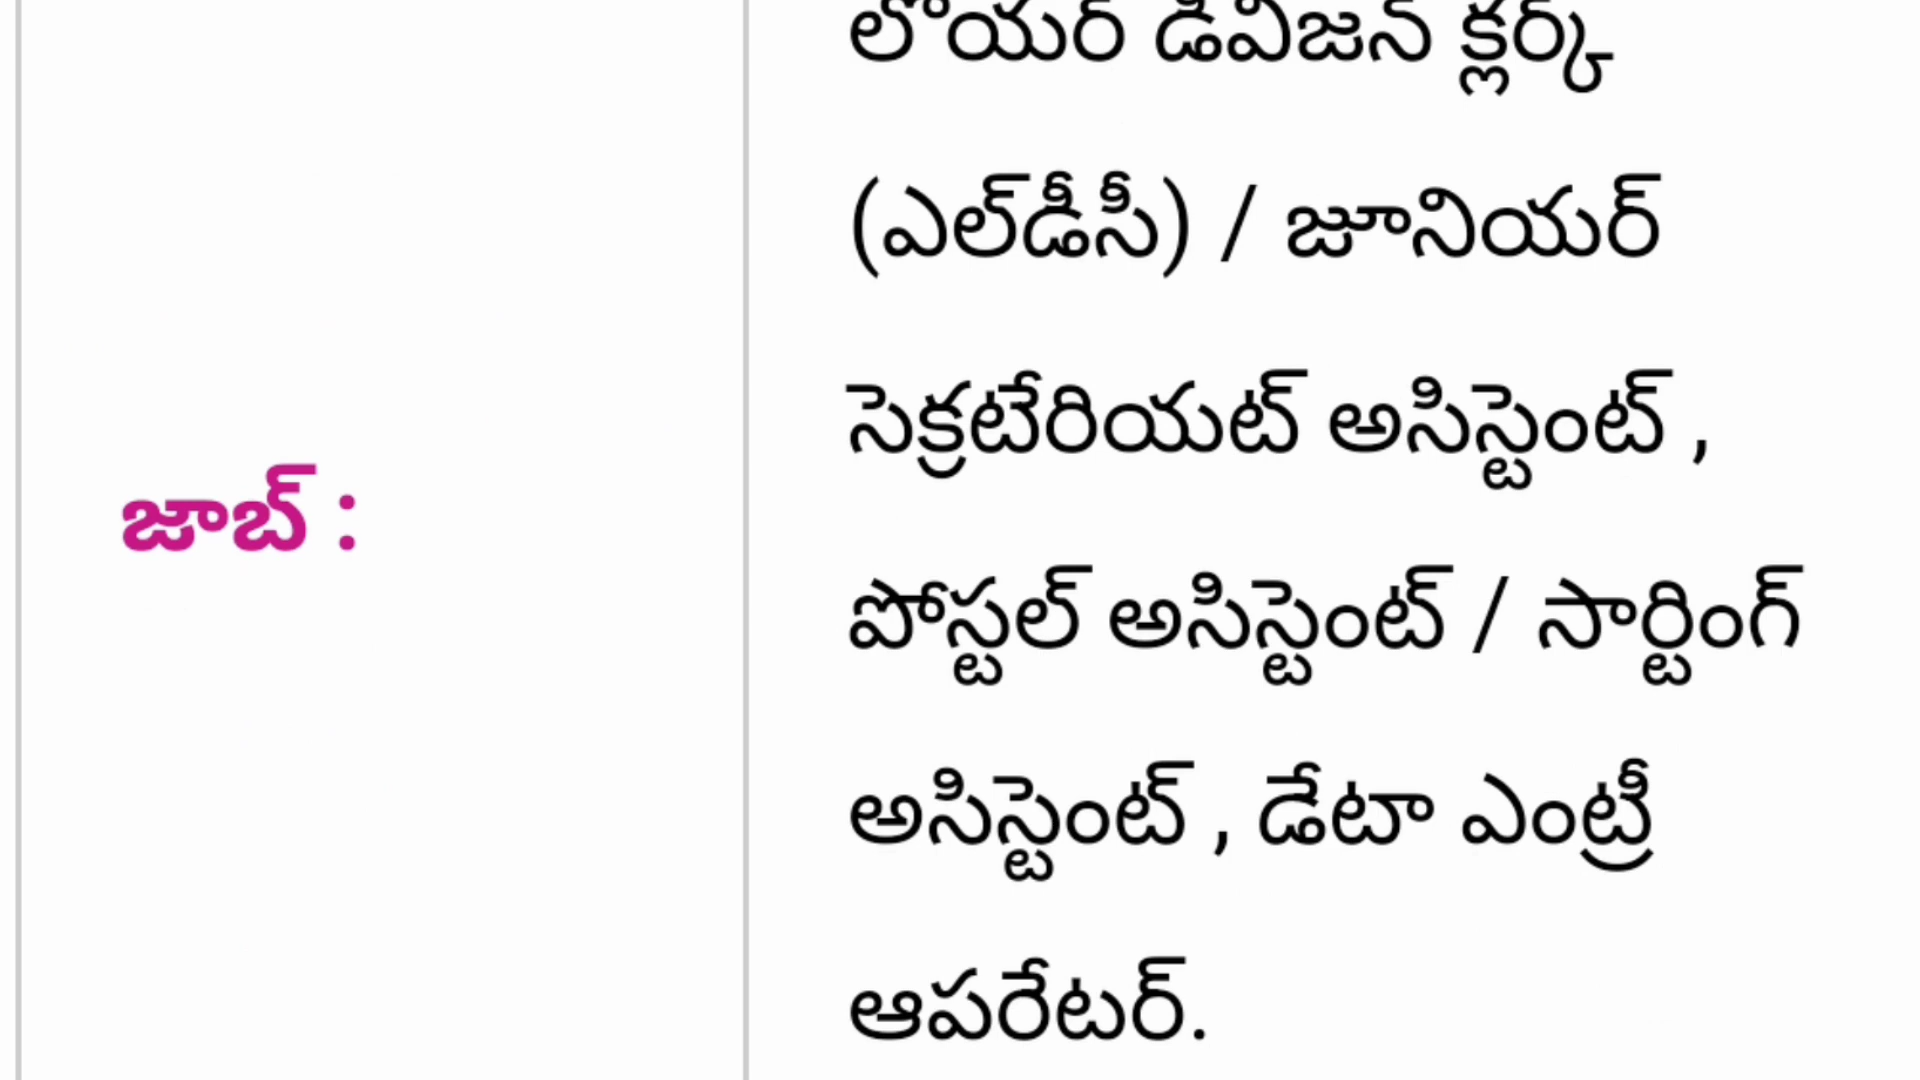 లోయర్ డివిజన్ క్లర్క్
(ఎల్‌డీసీ) / జూనియర్
సెక్రటేరియట్ అసిస్టెంట్ ,
జాబ్ :
పోస్టల్ అసిస్టెంట్ / సార్టింగ్
అసిస్టెంట్ , డేటా ఎంట్రీ
ఆపరేటర్.